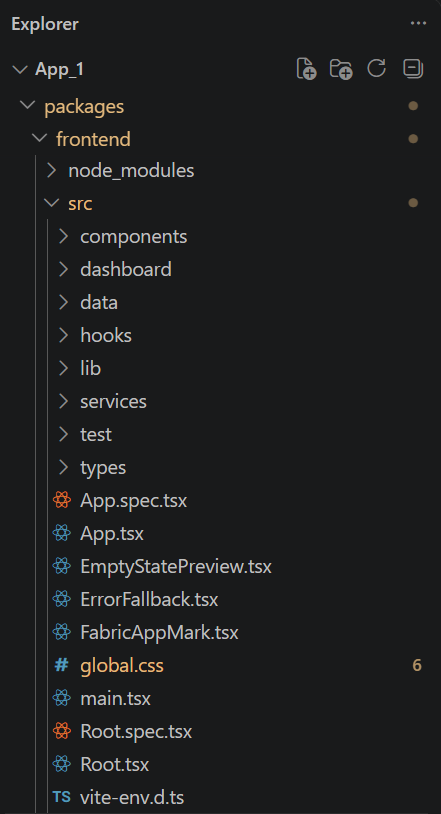 Explorer
App_1
packages
frontend
node_modules
src
components
dashboard
data
hooks
lib
services
test
types
App.spec.tsx
App.tsx
EmptyStatePreview.tsx
ErrorFallback.tsx
FabricAppMark.tsx
# global.css 6
main.tsx
Root.spec.tsx
Root.tsx
TS vite-env.d.ts